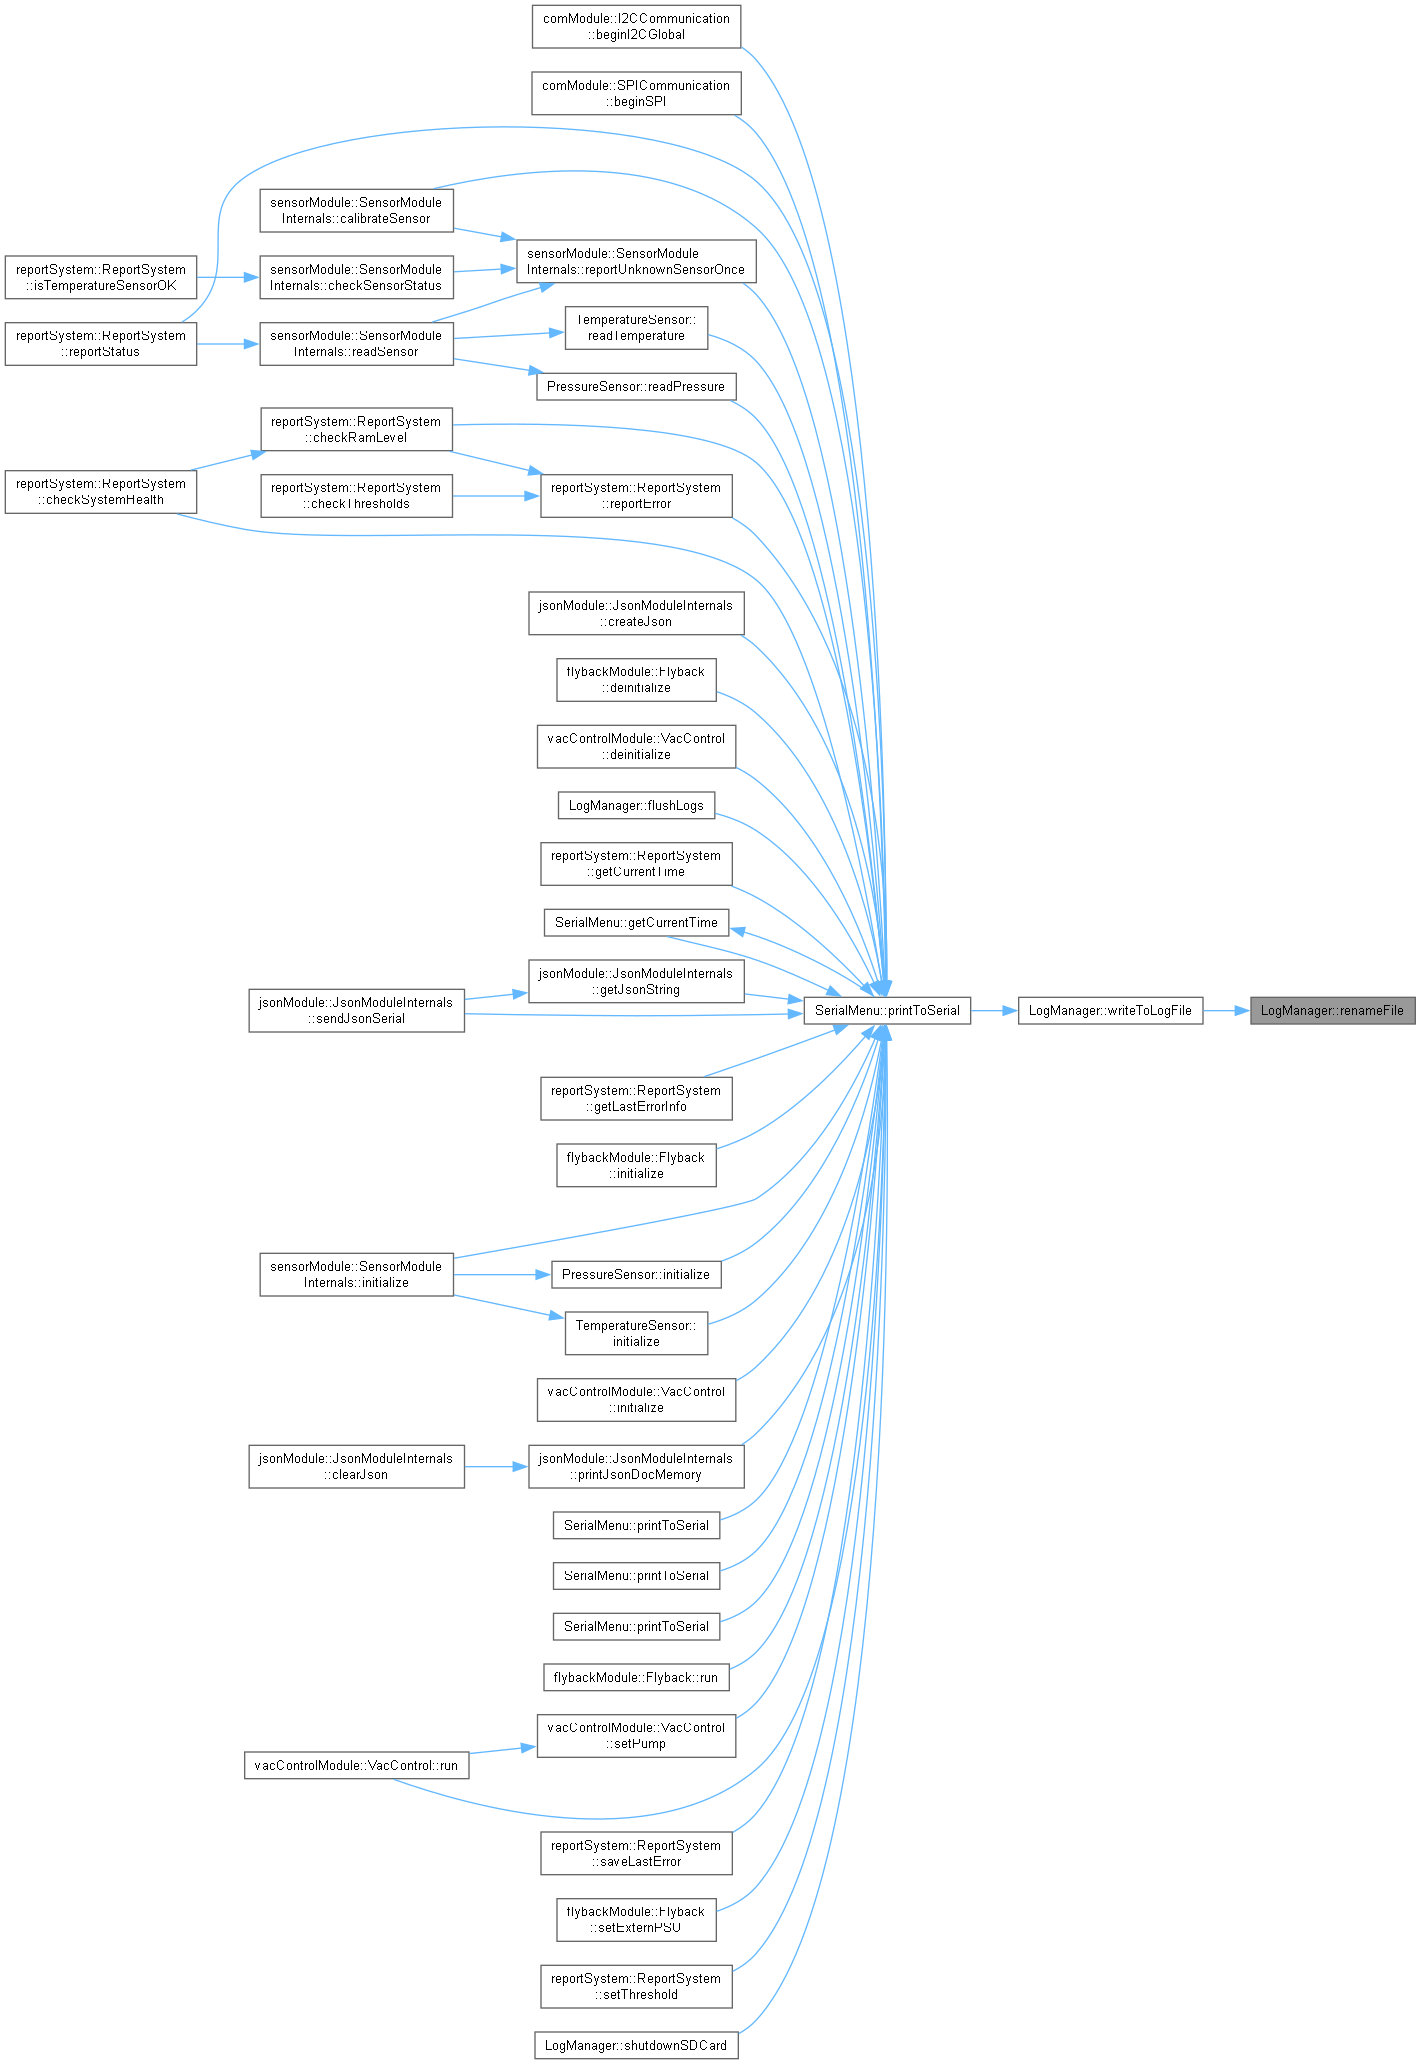 comModule::I2CCommunication
::beginI2CGlobal
comModule::SPICommunication
::beginSPI
sensorModule::SensorModule
Internals::calibrateSensor
sensorModule::SensorModule
Internals::reportUnknownSensorOnce
reportSystem::ReportSystem
::isTemperatureSensorOK
sensorModule::SensorModule
Internals::checkSensorStatus
TemperatureSensor::
readTemperature
reportSystem::ReportSystem
::reportStatus
sensorModule::SensorModule
Internals::readSensor
PressureSensor::readPressure
reportSystem::ReportSystem
::checkRamLevel
reportSystem::ReportSystem
::checkSystemHealth
reportSystem::ReportSystem
::checkThresholds
reportSystem::ReportSystem
::reportError
jsonModule::JsonModuleInternals
::createJson
flybackModule::Flyback
::deinitialize
vacControlModule::VacControl
::deinitialize
LogManager::flushLogs
reportSystem::ReportSystem
::getCurrentTime
SerialMenu::getCurrentTime
jsonModule::JsonModuleInternals
::getJsonString
jsonModule::JsonModuleInternals
::sendJsonSerial
SerialMenu::printToSerial
LogManager::writeToLogFile
LogManager::renameFile
reportSystem::ReportSystem
::getLastErrorInfo
flybackModule::Flyback
::initialize
sensorModule::SensorModule
Internals::initialize
PressureSensor::initialize
TemperatureSensor::
initialize
vacControlModule::VacControl
::initialize
jsonModule::JsonModuleInternals
::clearJson
jsonModule::JsonModuleInternals
::printJsonDocMemory
SerialMenu::printToSerial
SerialMenu::printToSerial
SerialMenu::printToSerial
flybackModule::Flyback::run
vacControlModule::VacControl
::setPump
vacControlModule::VacControl::run
reportSystem::ReportSystem
::saveLastError
flybackModule::Flyback
::setExternPSU
reportSystem::ReportSystem
::setThreshold
LogManager::shutdownSDCard